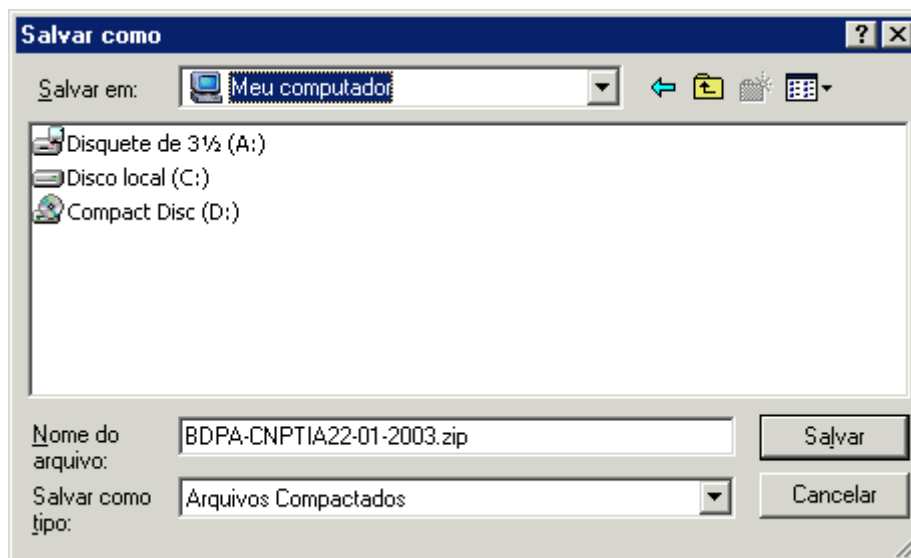 Salvar como
Salvar em: Meu computador
Disquete de 3½ (A:)
Disco local (C:)
Compact Disc (D:)
Nome do arquivo: BDPA-CNPTIA22-01-2003.zip Salvar
Salvar como tipo: Arquivos Compactados Cancelar